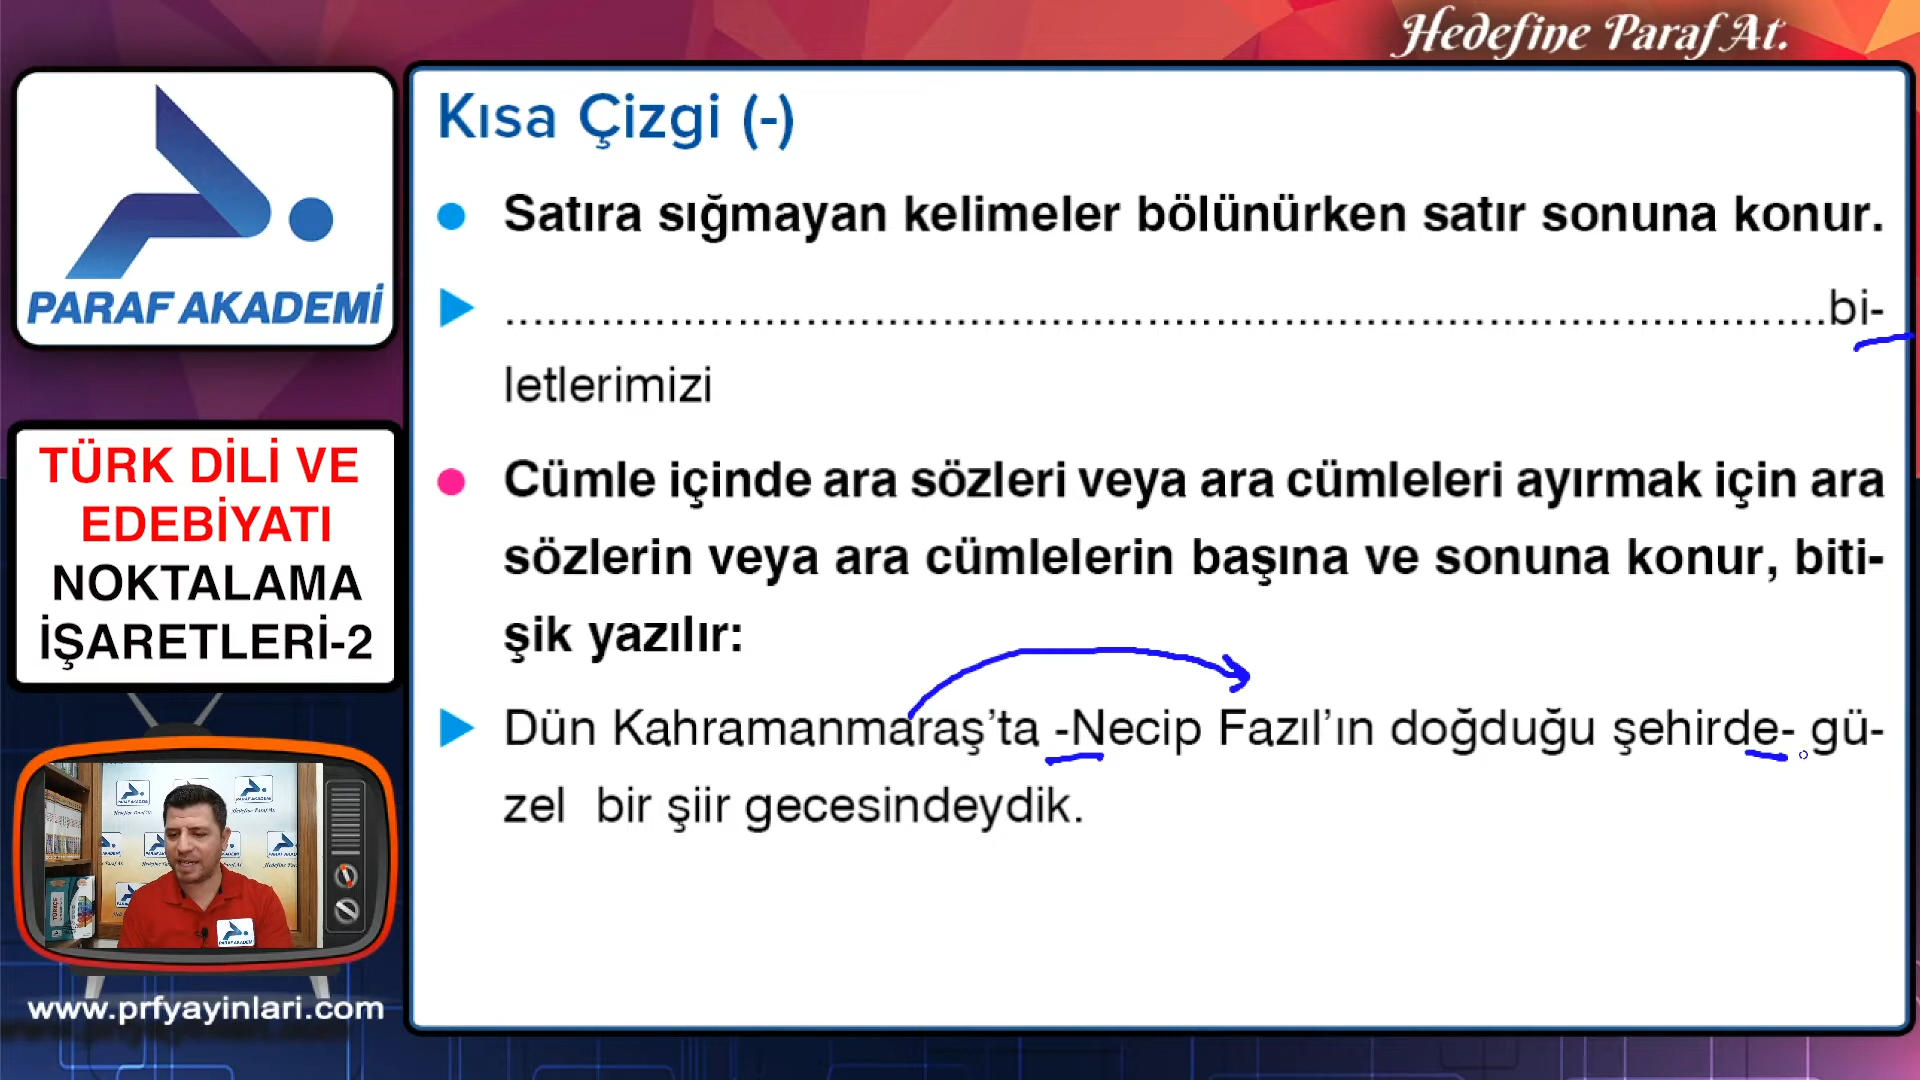 Hedefine Paraf At.
PARAF AKADEMİ
TÜRK DİLİ VE
EDEBİYATI
NOKTALAMA
İŞARETLERİ-2
www.prfyayinlari.com
Kısa Çizgi (-)
Satıra sığmayan kelimeler bölünürken satır sonuna konur.
................................................................................................bi-
letlerimizi
Cümle içinde ara sözleri veya ara cümleleri ayırmak için ara
sözlerin veya ara cümlelerin başına ve sonuna konur, biti-
şik yazılır:
Dün Kahramanmaraş’ta -Necip Fazıl’ın doğduğu şehirde- gü-
zel bir şiir gecesindeydik.
PARAF AKADEMİ
TÜRKÇE